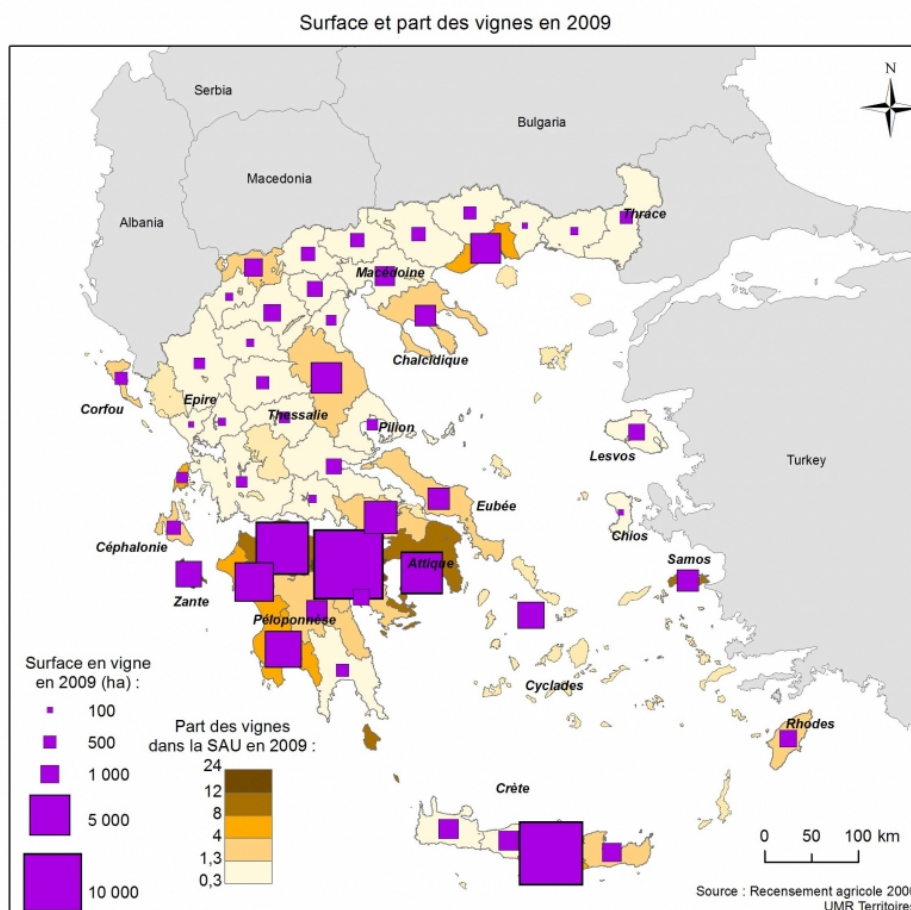 Surface et part des vignes en 2009
N
Serbia
Bulgaria
Macedonia
Albania
Thrace
Macédoine
Chalcidique
Corfou
Epire
Thessalie
Pilion
Lesvos
Turkey
Eubée
Chios
Céphalonie
Attique
Samos
Zante
Péloponnèse
Cyclades
Rhodes
Crète
Surface en vigne
en 2009 (ha) :
100
500
1 000
5 000
10 000
Part des vignes
dans la SAU en 2009 :
24
12
8
4
1,3
0,3
0 50 100 km
Source : Recensement agricole 2000
UMR Territoires